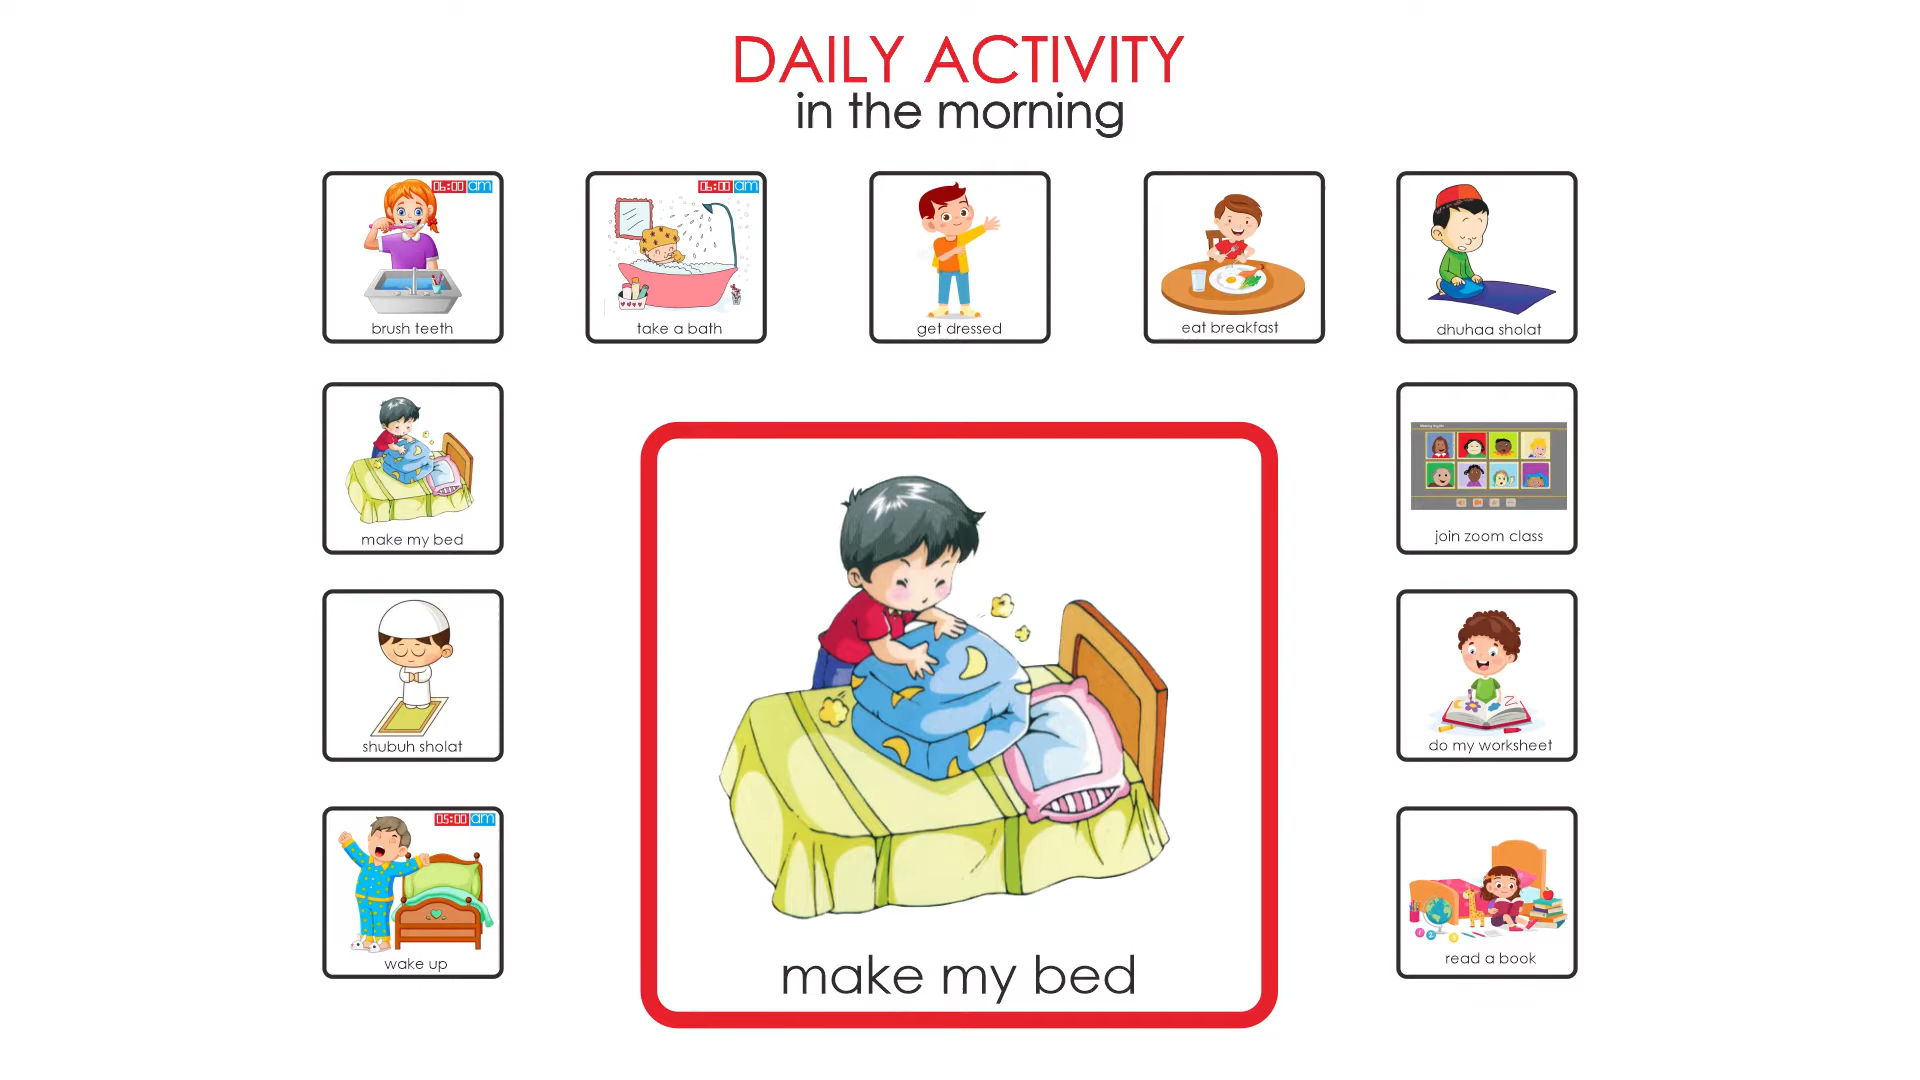 DAILY ACTIVITY
in the morning
06:00 am
brush teeth
06:00 am
take a bath
get dressed
eat breakfast
dhuhaa sholat
make my bed
join zoom class
shubuh sholat
do my worksheet
05:00 am
wake up
read a book
make my bed